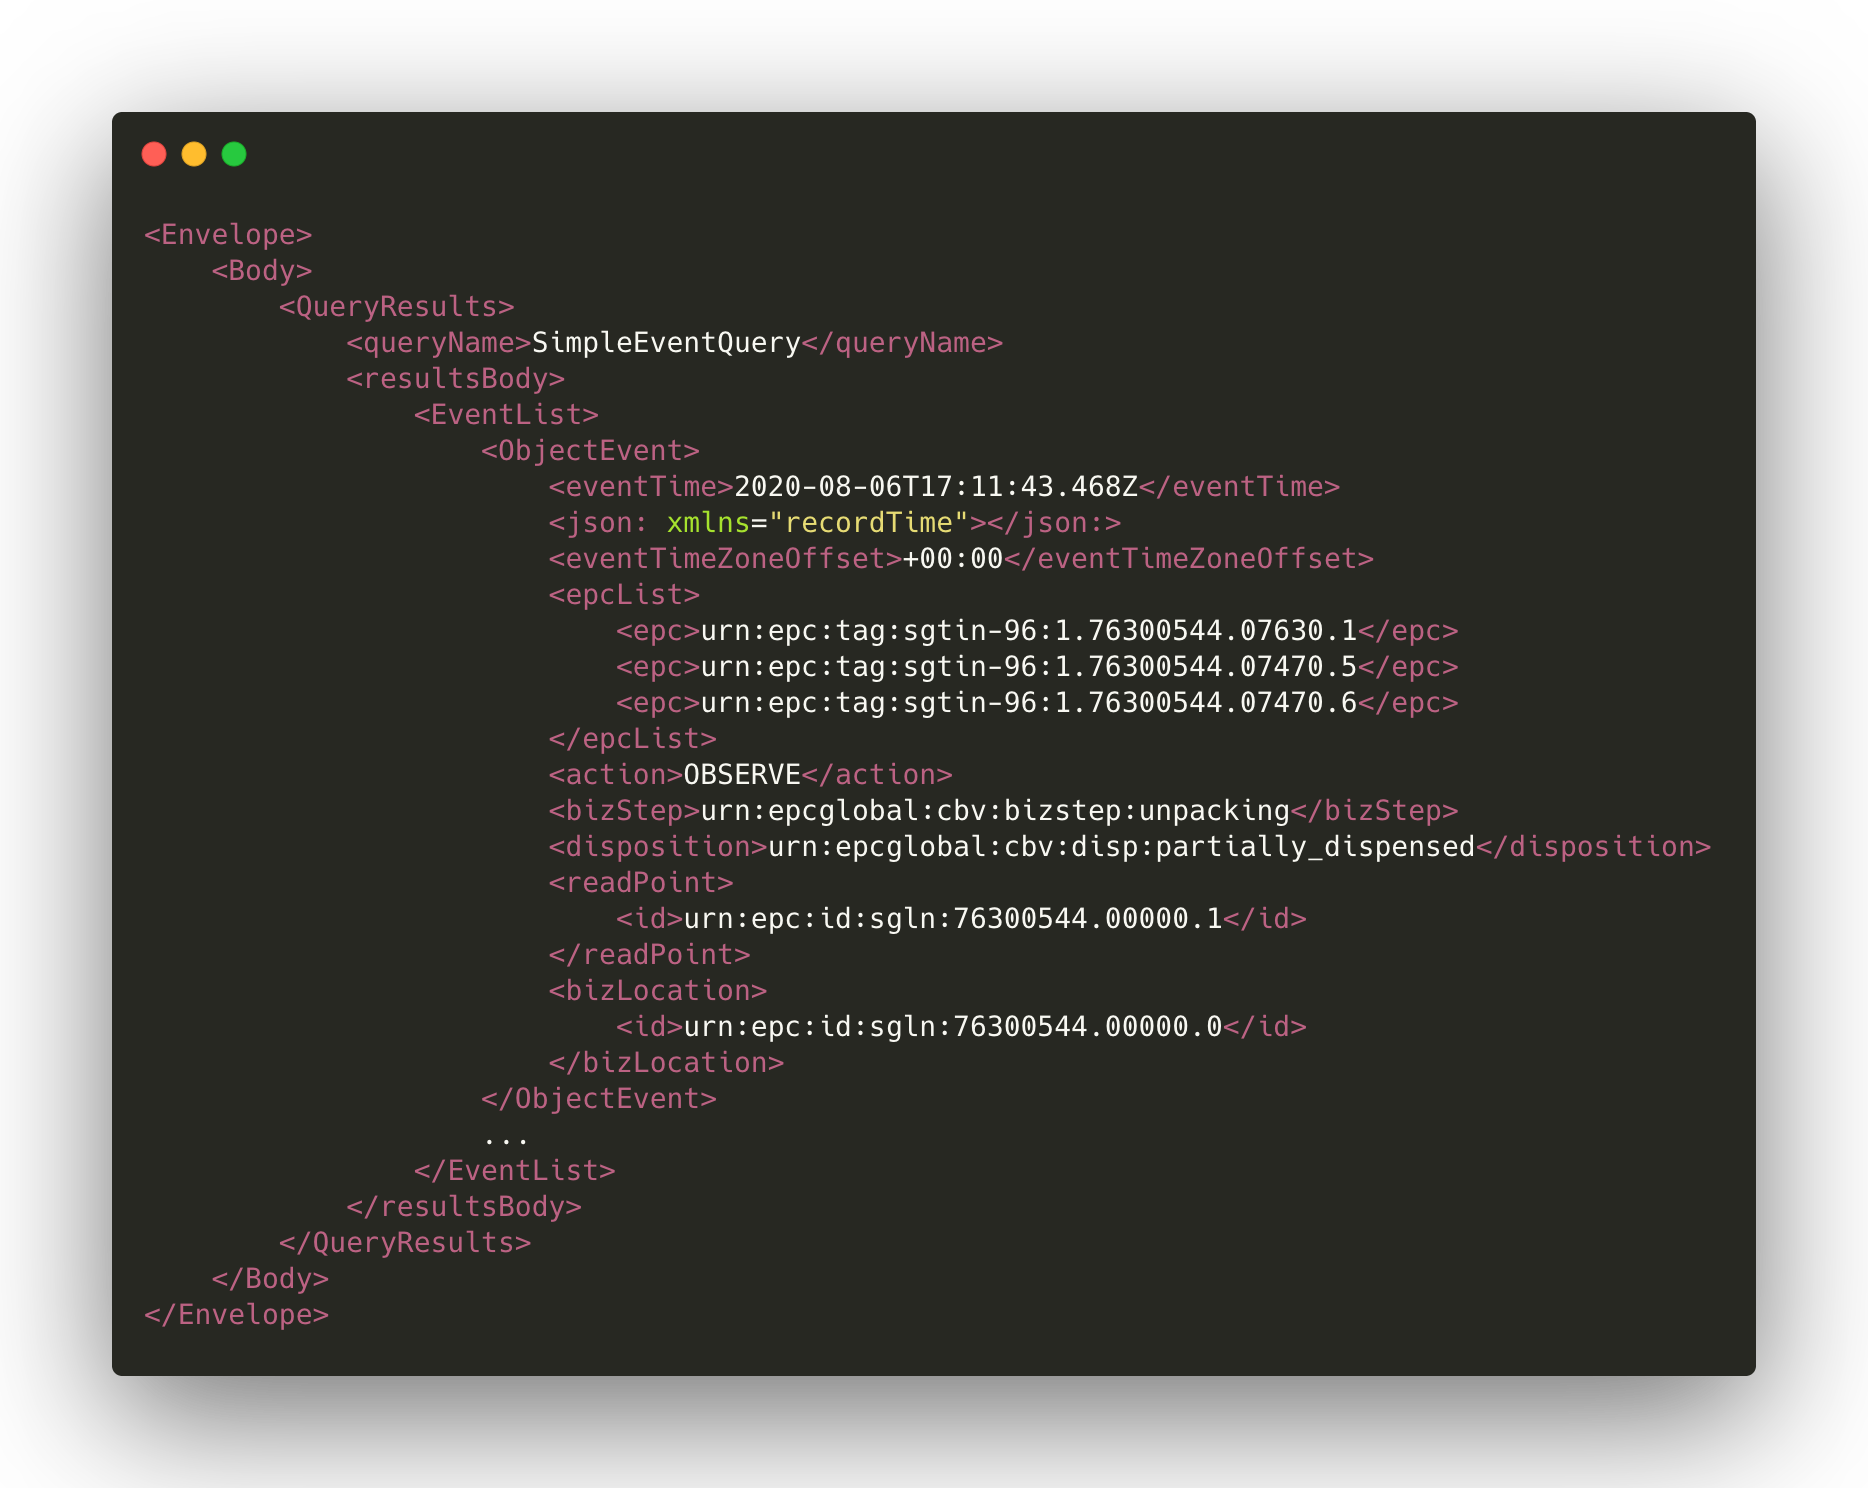 <Envelope>
    <Body>
        <QueryResults>
            <queryName>SimpleEventQuery</queryName>
            <resultsBody>
                <EventList>
                    <ObjectEvent>
                        <eventTime>2020-08-06T17:11:43.468Z</eventTime>
                        <json: xmlns="recordTime"></json:>
                        <eventTimeZoneOffset>+00:00</eventTimeZoneOffset>
                        <epcList>
                            <epc>urn:epc:tag:sgtin-96:1.76300544.07630.1</epc>
                            <epc>urn:epc:tag:sgtin-96:1.76300544.07470.5</epc>
                            <epc>urn:epc:tag:sgtin-96:1.76300544.07470.6</epc>
                        </epcList>
                        <action>OBSERVE</action>
                        <bizStep>urn:epcglobal:cbv:bizstep:unpacking</bizStep>
                        <disposition>urn:epcglobal:cbv:disp:partially_dispensed</disposition>
                        <readPoint>
                            <id>urn:epc:id:sgln:76300544.00000.1</id>
                        </readPoint>
                        <bizLocation>
                            <id>urn:epc:id:sgln:76300544.00000.0</id>
                        </bizLocation>
                    </ObjectEvent>
                    ...
                </EventList>
            </resultsBody>
        </QueryResults>
    </Body>
</Envelope>